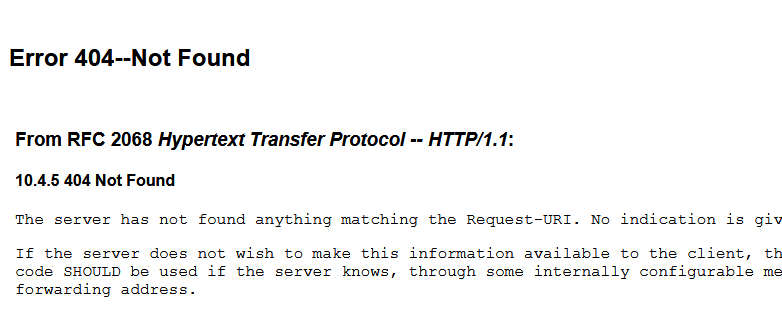 Error 404--Not Found
From RFC 2068 Hypertext Transfer Protocol -- HTTP/1.1:
10.4.5 404 Not Found
The server has not found anything matching the Request-URI. No indication is giv
If the server does not wish to make this information available to the client, th
code SHOULD be used if the server knows, through some internally configurable me
forwarding address.